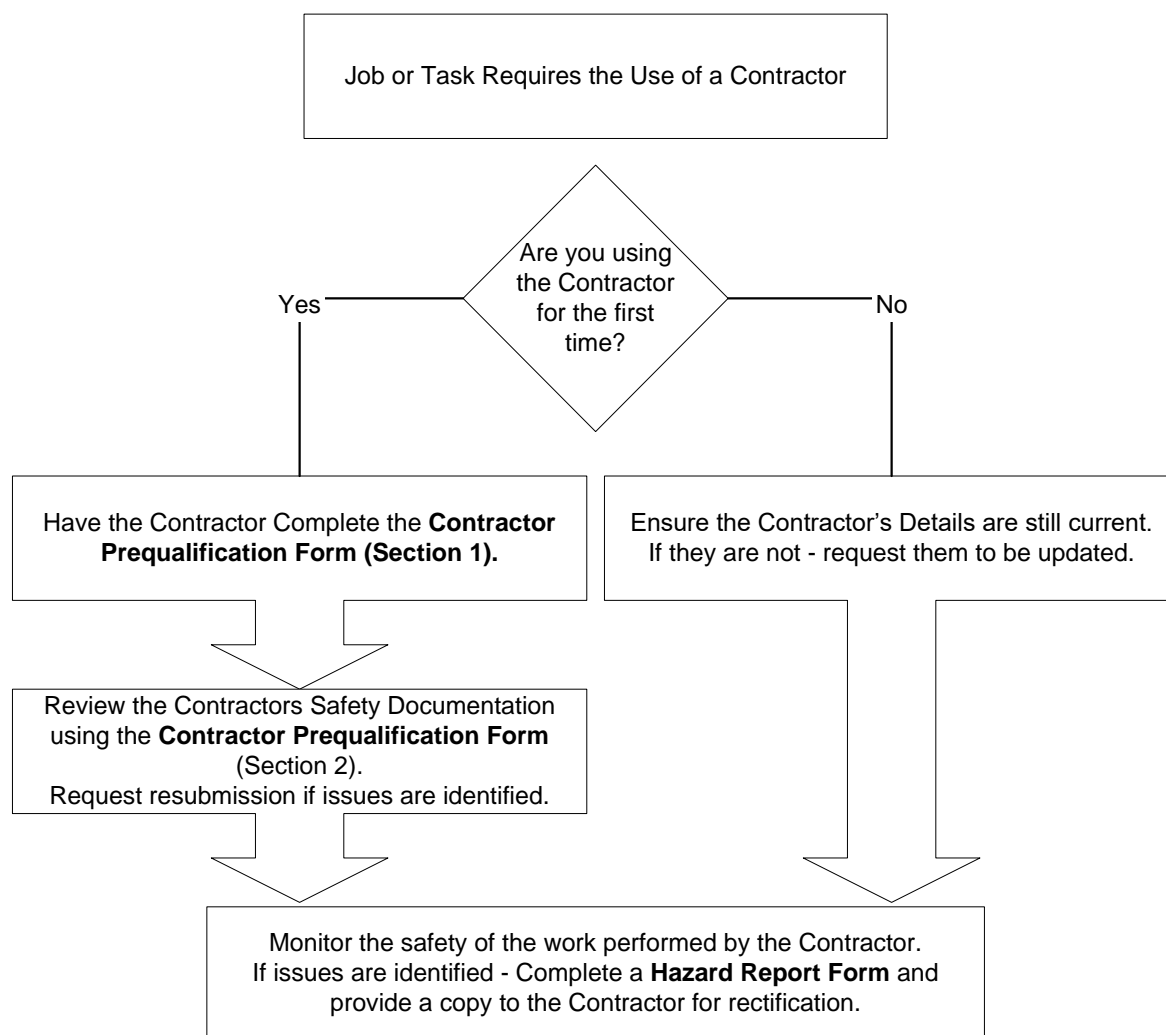 Job or Task Requires the Use of a Contractor
Are you using
the Contractor
for the first
time?
Yes
No
Have the Contractor Complete the Contractor
Prequalification Form (Section 1).
Ensure the Contractor's Details are still current.
If they are not - request them to be updated.
Review the Contractors Safety Documentation
using the Contractor Prequalification Form
(Section 2).
Request resubmission if issues are identified.
Monitor the safety of the work performed by the Contractor.
If issues are identified - Complete a Hazard Report Form and
provide a copy to the Contractor for rectification.